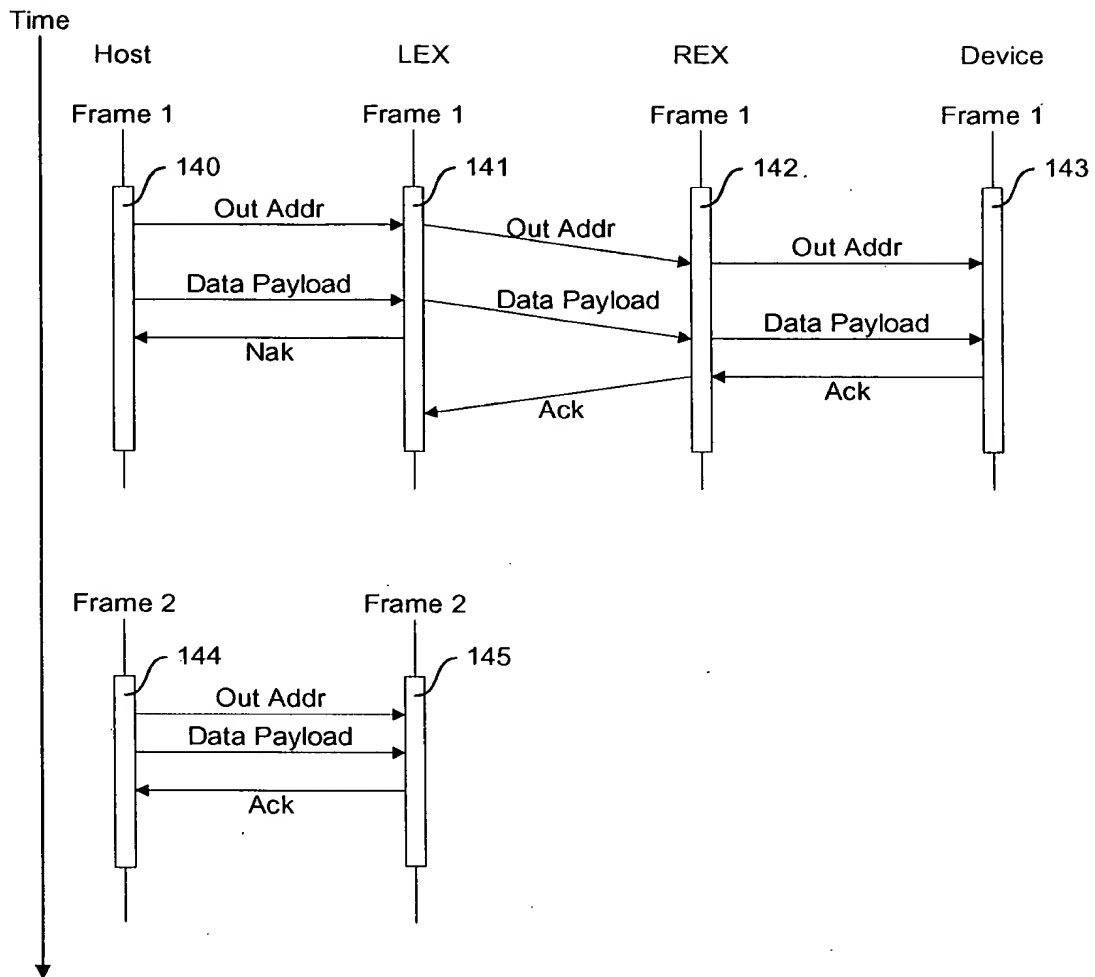 Time
Host LEX REX Device
Frame 1 Frame 1 Frame 1 Frame 1
140 141 142 143
Out Addr
Out Addr
Out Addr
Data Payload
Data Payload
Data Payload
Nak
Ack
Ack
Frame 2 Frame 2
144 145
Out Addr
Data Payload
Ack